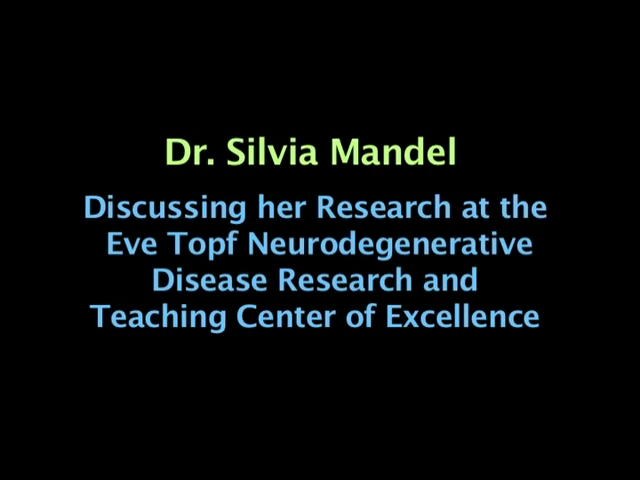 Dr. Silvia Mandel
Discussing her Research at the
Eve Topf Neurodegenerative
Disease Research and
Teaching Center of Excellence